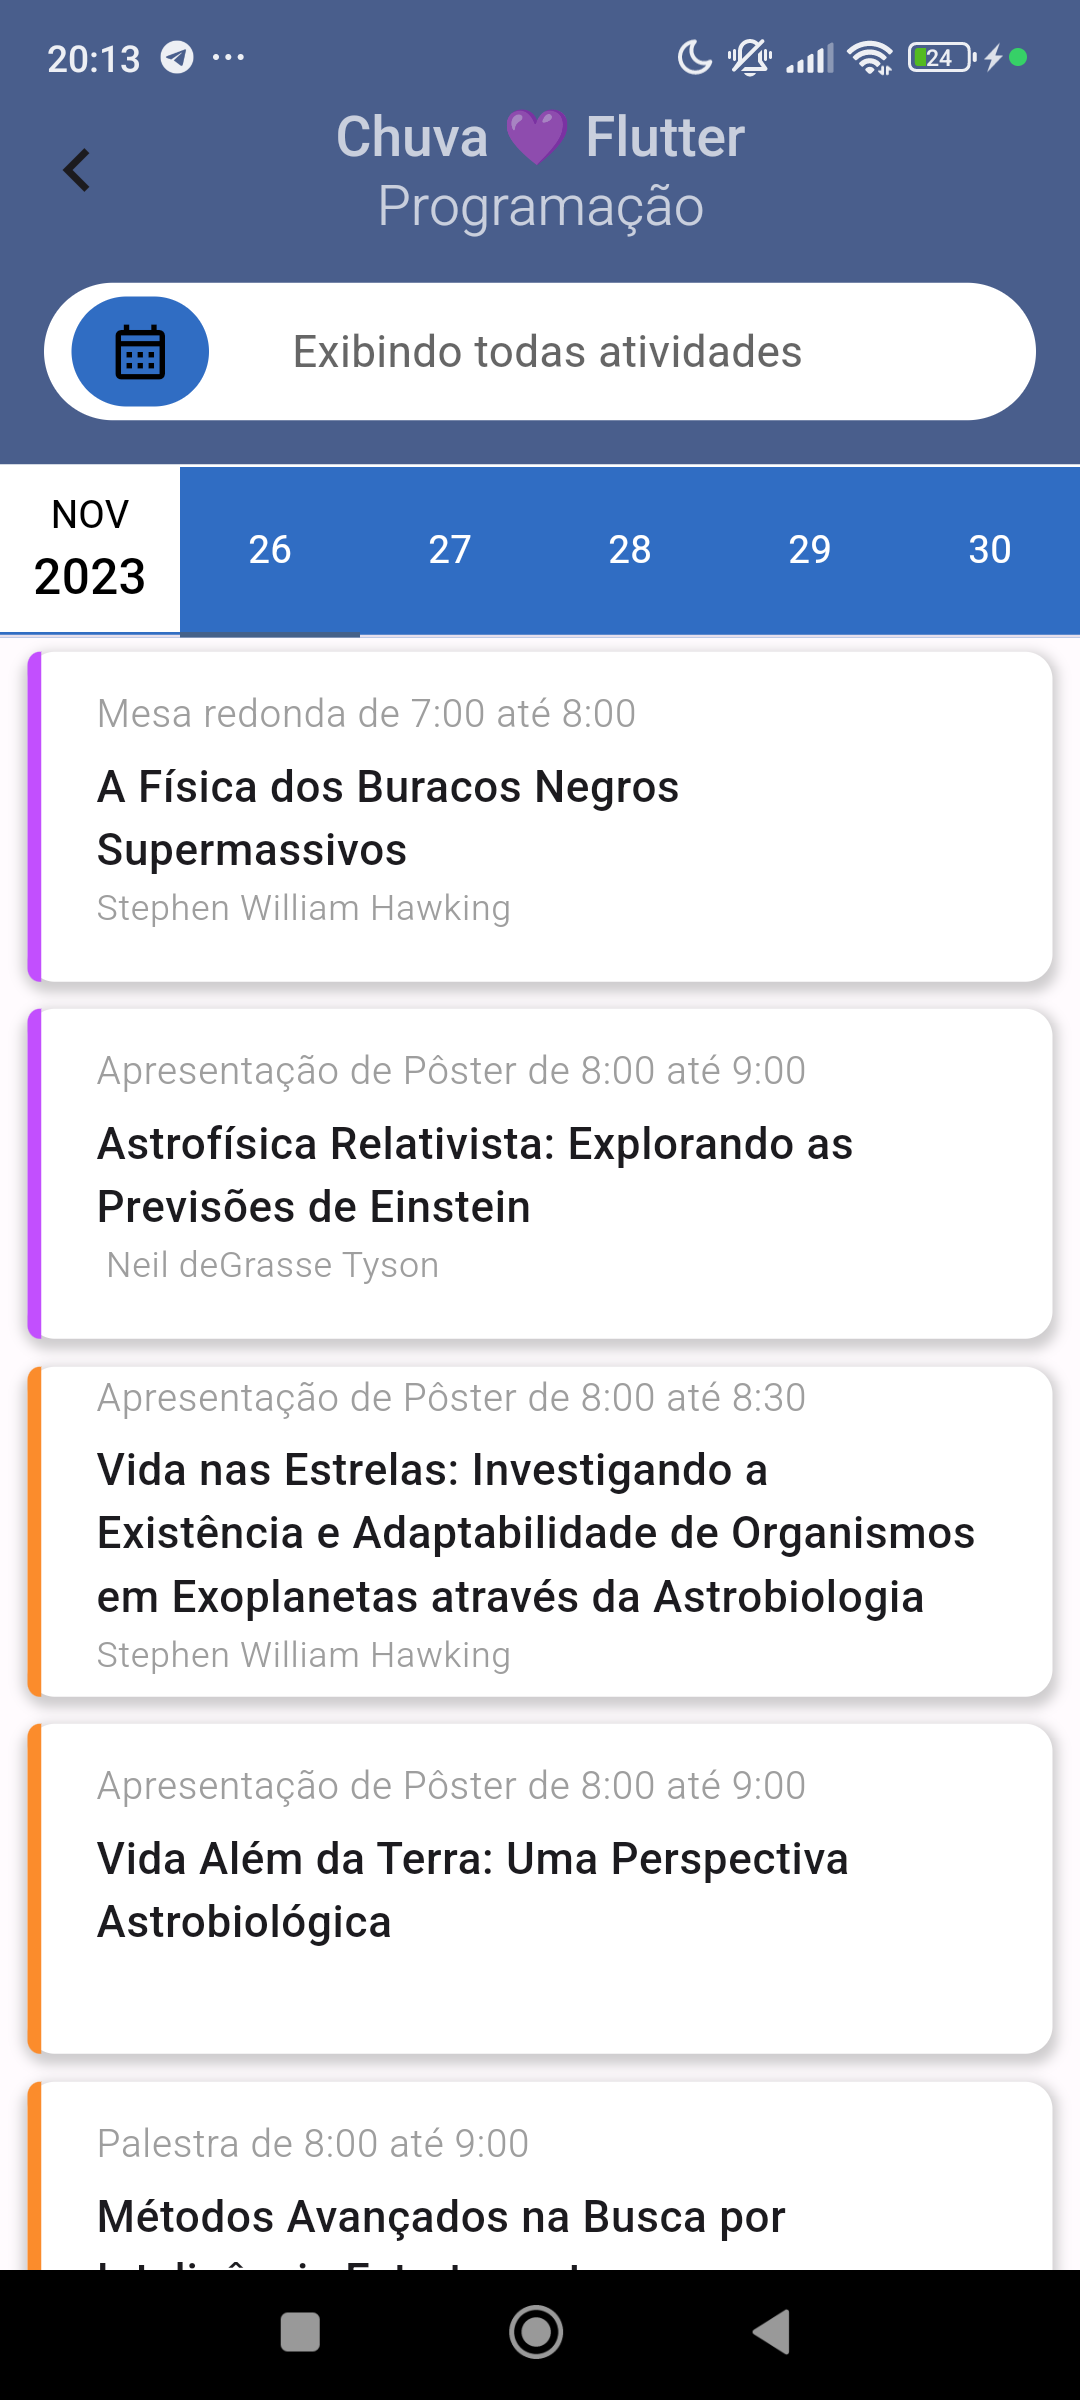 20:13
24
Chuva 💜 Flutter
Programação
Exibindo todas atividades
NOV
2023
26 27 28 29 30
Mesa redonda de 7:00 até 8:00
A Física dos Buracos Negros
Supermassivos
Stephen William Hawking
Apresentação de Pôster de 8:00 até 9:00
Astrofísica Relativista: Explorando as
Previsões de Einstein
Neil deGrasse Tyson
Apresentação de Pôster de 8:00 até 8:30
Vida nas Estrelas: Investigando a
Existência e Adaptabilidade de Organismos
em Exoplanetas através da Astrobiologia
Stephen William Hawking
Apresentação de Pôster de 8:00 até 9:00
Vida Além da Terra: Uma Perspectiva
Astrobiológica
Palestra de 8:00 até 9:00
Métodos Avançados na Busca por